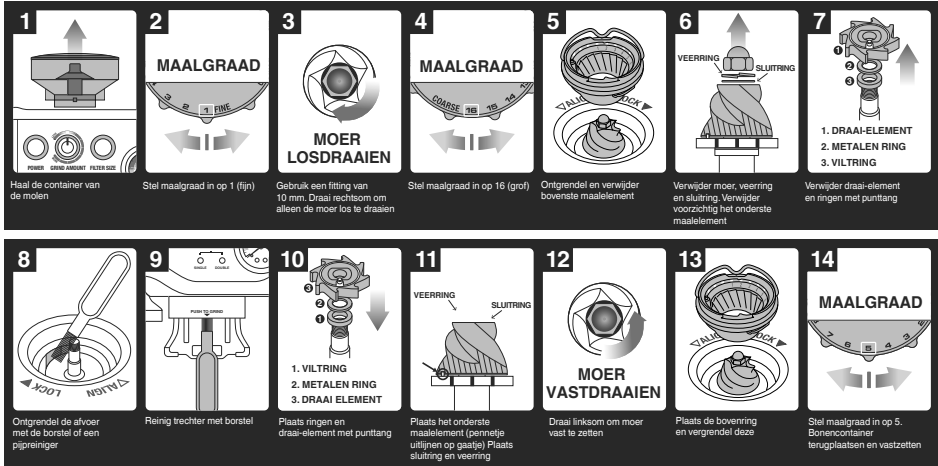 1
POWER GRIND AMOUNT FILTER SIZE
Haal de container van
de molen
2
MAALGRAAD
3 2 1 FINE
Stel maalgraad in op 1 (fijn)
3
MOER
LOSDRAAIEN
Gebruik een fitting van
10 mm. Draai rechtsom om
alleen de moer los te draaien
4
MAALGRAAD
COARSE 16 15 14
Stel maalgraad in op 16 (grof)
5
ALIGN LOCK
Ontgrendel en verwijder
bovenste maalelement
6
VEERRING
SLUITRING
Verwijder moer, veerring
en sluitring. Verwijder
voorzichtig het onderste
maalelement
7
1
2
3
1. DRAAI-ELEMENT
2. METALEN RING
3. VILTRING
Verwijder draai-element
en ringen met punttang
8
LOCK ALIGN
Ontgrendel de afvoer
met de borstel of een
pijpreiniger
9
SINGLE DOUBLE
PUSH TO GRIND
Reinig trechter met borstel
10
3
2
1
1. VILTRING
2. METALEN RING
3. DRAAI ELEMENT
Plaats ringen en
draai-element met punttang
11
VEERRING
SLUITRING
Plaats het onderste
maalelement (pennetje
uitlijnen op gaatje) Plaats
sluitring en veerring
12
MOER
VASTDRAAIEN
Draai linksom om moer
vast te zetten
13
ALIGN LOCK
Plaats de bovenring
en vergrendel deze
14
MAALGRAAD
7 6 5 4 3
Stel maalgraad in op 5.
Bonencontainer
terugplaatsen en vastzetten